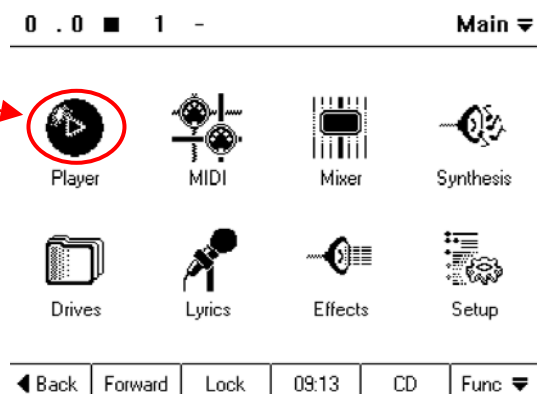 0 . 0 ■ 1 - Main
Player MIDI Mixer Synthesis
Drives Lyrics Effects Setup
Back Forward Lock 09:13 CD Func